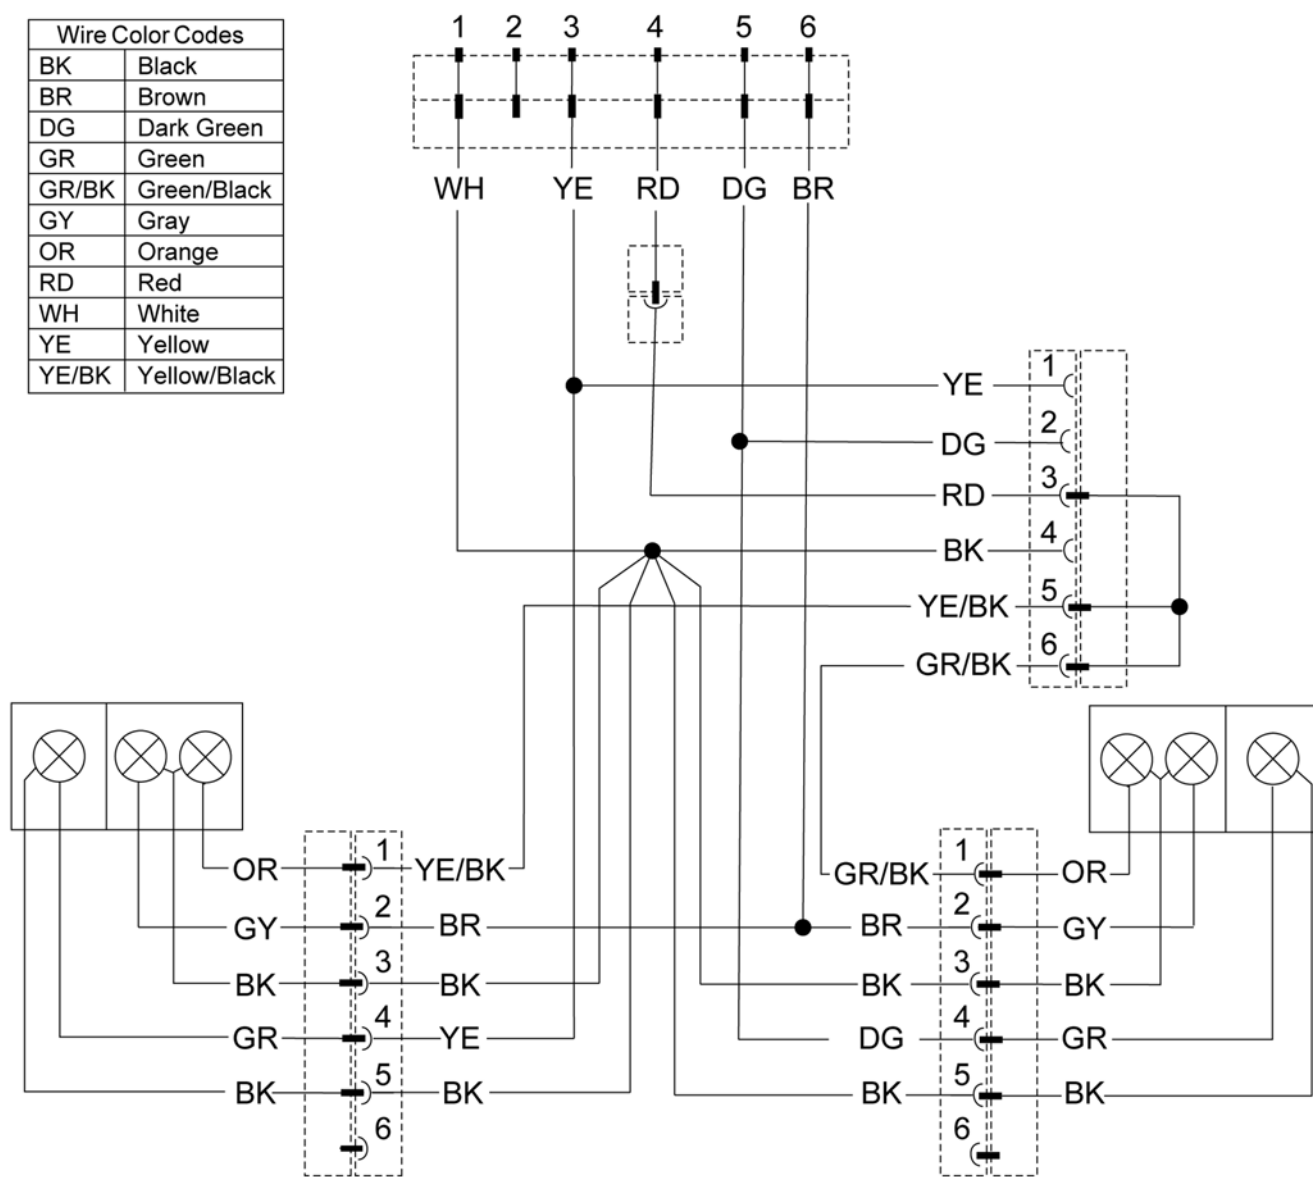 Wire Color Codes
BK Black
BR Brown
DG Dark Green
GR Green
GR/BK Green/Black
GY Gray
OR Orange
RD Red
WH White
YE Yellow
YE/BK Yellow/Black
1 2 3 4 5 6
WH YE RD DG BR
YE 1
DG 2
RD 3
BK 4
YE/BK 5
GR/BK 6
OR 1 YE/BK
GY 2 BR
BK 3 BK
GR 4 YE
BK 5 BK
6
GR/BK 1 OR
BR 2 GY
BK 3 BK
DG 4 GR
BK 5 BK
6